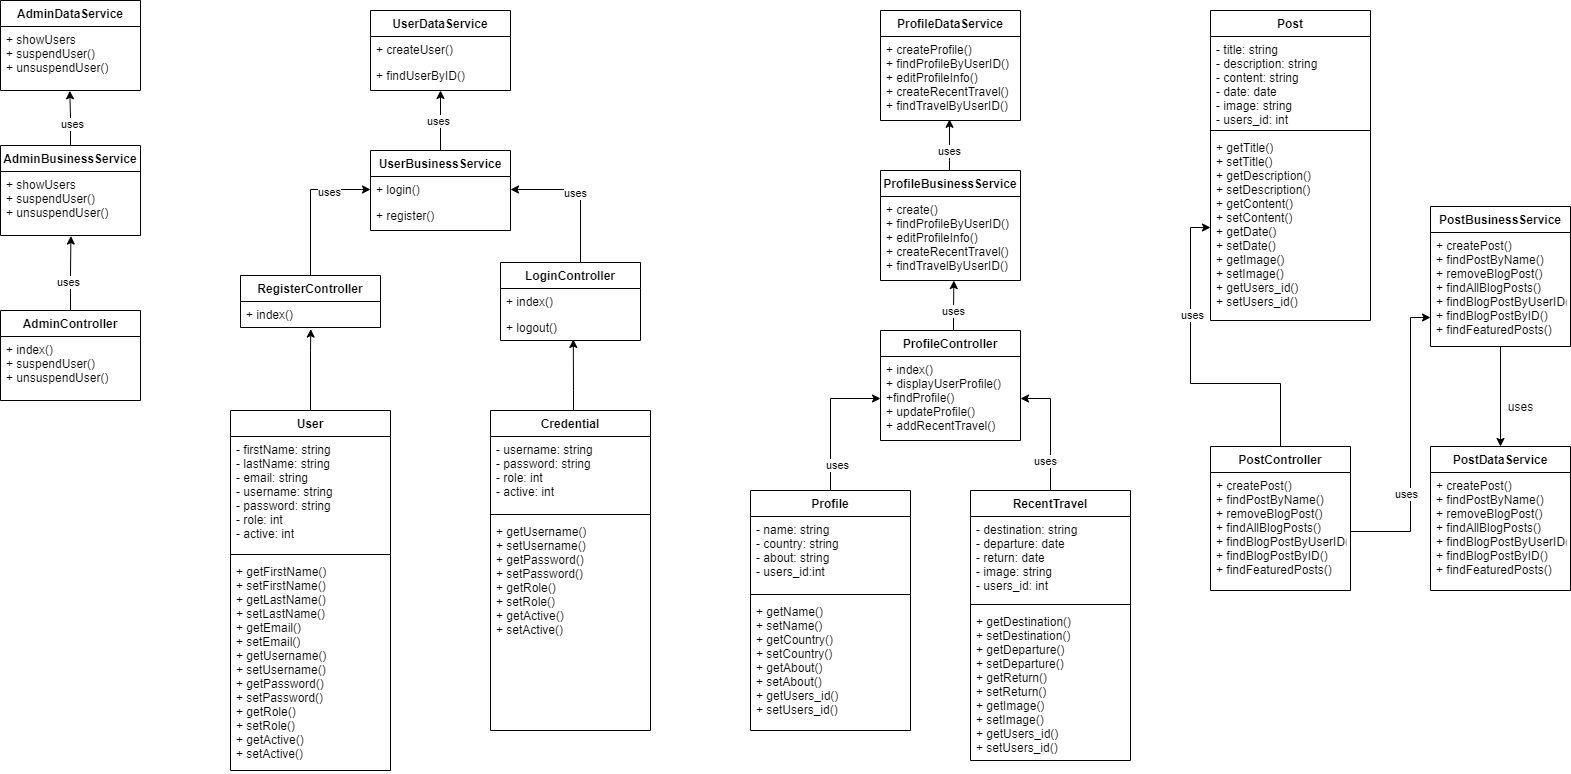 AdminDataService
+ showUsers
+ suspendUser()
+ unsuspendUser()
uses
AdminBusinessService
+ showUsers
+ suspendUser()
+ unsuspendUser()
uses
AdminController
+ index()
+ suspendUser()
+ unsuspendUser()
UserDataService
+ createUser()
+ findUserByID()
uses
UserBusinessService
+ login()
+ register()
uses
uses
RegisterController
+ index()
LoginController
+ index()
+ logout()
User
- firstName: string
- lastName: string
- email: string
- username: string
- password: string
- role: int
- active: int
+ getFirstName()
+ setFirstName()
+ getLastName()
+ setLastName()
+ getEmail()
+ setEmail()
+ getUsername()
+ setUsername()
+ getPassword()
+ setPassword()
+ getRole()
+ setRole()
+ getActive()
+ setActive()
Credential
- username: string
- password: string
- role: int
- active: int
+ getUsername()
+ setUsername()
+ getPassword()
+ setPassword()
+ getRole()
+ setRole()
+ getActive()
+ setActive()
ProfileDataService
+ createProfile()
+ findProfileByUserID()
+ editProfileInfo()
+ createRecentTravel()
+ findTravelByUserID()
uses
ProfileBusinessService
+ create()
+ findProfileByUserID()
+ editProfileInfo()
+ createRecentTravel()
+ findTravelByUserID()
uses
ProfileController
+ index()
+ displayUserProfile()
+findProfile()
+ updateProfile()
+ addRecentTravel()
uses
uses
Profile
- name: string
- country: string
- about: string
- users_id:int
+ getName()
+ setName()
+ getCountry()
+ setCountry()
+ getAbout()
+ setAbout()
+ getUsers_id()
+ setUsers_id()
RecentTravel
- destination: string
- departure: date
- return: date
- image: string
- users_id: int
+ getDestination()
+ setDestination()
+ getDeparture()
+ setDeparture()
+ getReturn()
+ setReturn()
+ getImage()
+ setImage()
+ getUsers_id()
+ setUsers_id()
Post
- title: string
- description: string
- content: string
- date: date
- image: string
- users_id: int
+ getTitle()
+ setTitle()
+ getDescription()
+ setDescription()
+ getContent()
+ setContent()
+ getDate()
+ setDate()
+ getImage()
+ setImage()
+ getUsers_id()
+ setUsers_id()
uses
PostController
+ createPost()
+ findPostByName()
+ removeBlogPost()
+ findAllBlogPosts()
+ findBlogPostByUserID(
+ findBlogPostByID()
+ findFeaturedPosts()
uses
PostBusinessService
+ createPost()
+ findPostByName()
+ removeBlogPost()
+ findAllBlogPosts()
+ findBlogPostByUserID(
+ findBlogPostByID()
+ findFeaturedPosts()
uses
PostDataService
+ createPost()
+ findPostByName()
+ removeBlogPost()
+ findAllBlogPosts()
+ findBlogPostByUserID(
+ findBlogPostByID()
+ findFeaturedPosts()